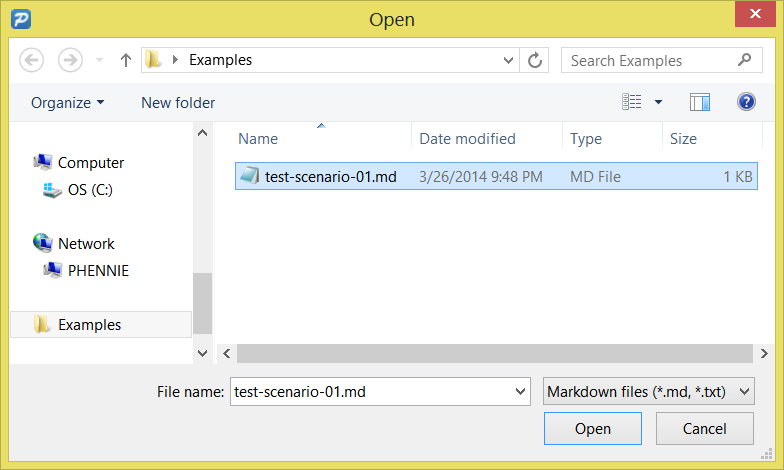 Open
Examples
Search Examples
Organize
New folder
Name
Date modified
Type
Size
Computer
OS (C:)
Network
PHENNIE
Examples
test-scenario-01.md 3/26/2014 9:48 PM MD File 1 KB
File name: test-scenario-01.md
Markdown files (*.md, *.txt)
Open
Cancel